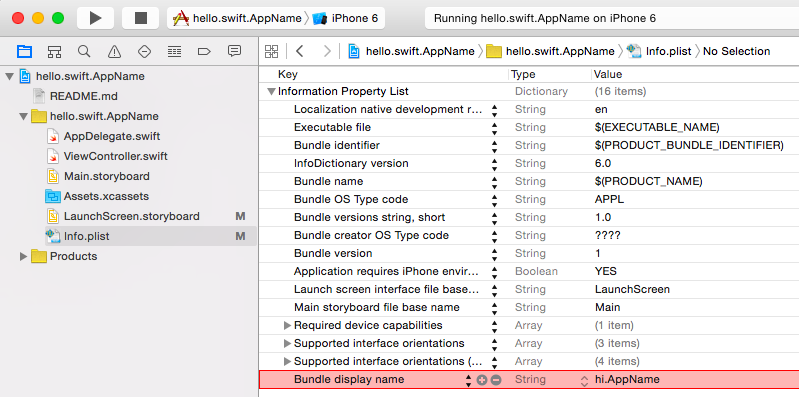 hello.swift.AppName iPhone 6 Running hello.swift.AppName on iPhone 6
hello.swift.AppName hello.swift.AppName Info.plist No Selection
hello.swift.AppName
README.md
hello.swift.AppName
AppDelegate.swift
ViewController.swift
Main.storyboard
Assets.xcassets
LaunchScreen.storyboard M
Info.plist M
Products
Key Type Value
Information Property List Dictionary (16 items)
Localization native development r... String en
Executable file String $(EXECUTABLE_NAME)
Bundle identifier String $(PRODUCT_BUNDLE_IDENTIFIER)
InfoDictionary version String 6.0
Bundle name String $(PRODUCT_NAME)
Bundle OS Type code String APPL
Bundle versions string, short String 1.0
Bundle creator OS Type code String ????
Bundle version String 1
Application requires iPhone envir... Boolean YES
Launch screen interface file base... String LaunchScreen
Main storyboard file base name String Main
Required device capabilities Array (1 item)
Supported interface orientations Array (3 items)
Supported interface orientations (... Array (4 items)
Bundle display name String hi.AppName